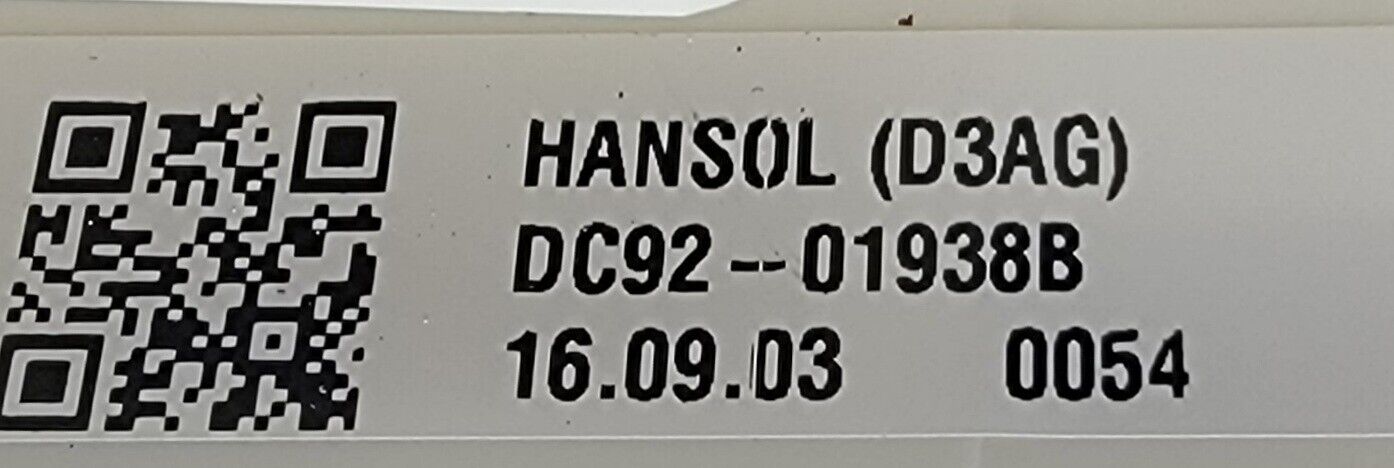 HANSOL (D3AG)
DC92--01938B
16.09.03 0054